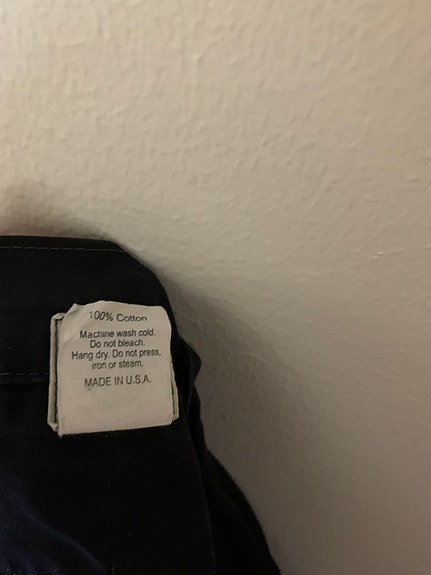 100% Cotton
Machine wash cold.
Do not bleach.
Hang dry. Do not press,
iron or steam.
MADE IN U.S.A.